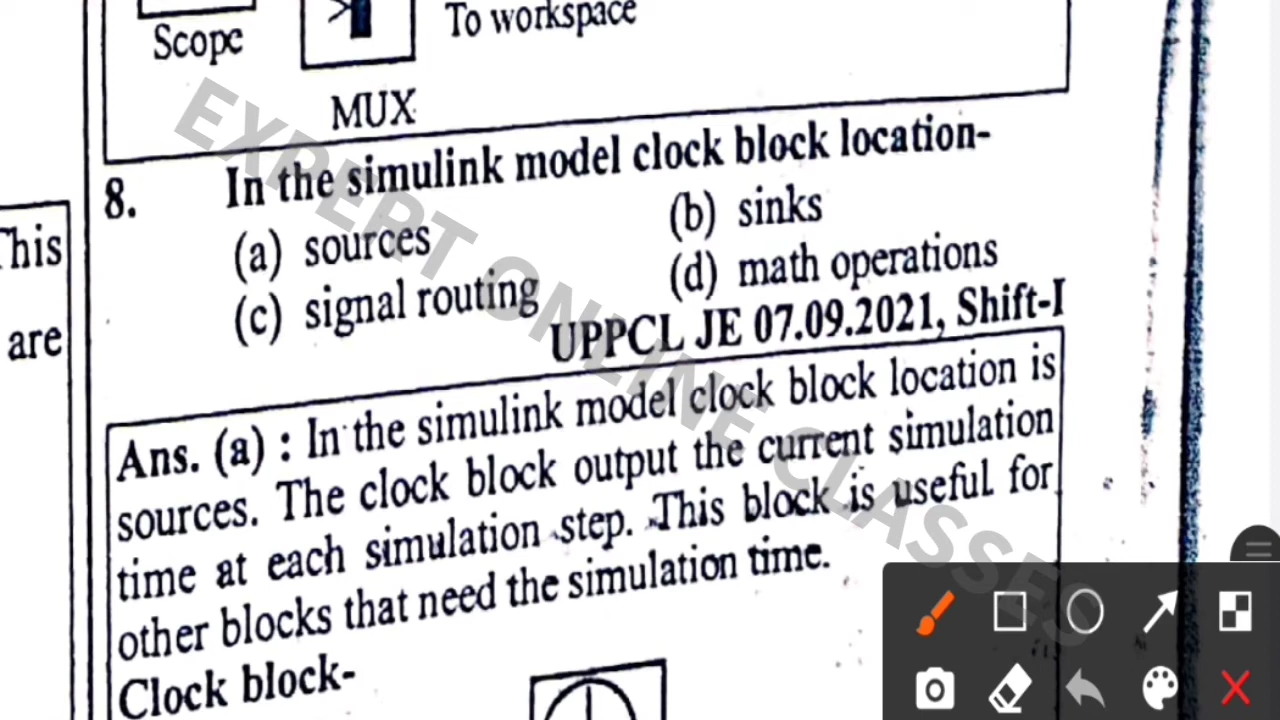 Scope
To workspace
MUX
8. In the simulink model clock block location-
(a) sources
(b) sinks
(c) signal routing
(d) math operations
UPPCL JE 07.09.2021, Shift-I
This
are
Ans. (a) : In the simulink model clock block location is
sources. The clock block output the current simulation
time at each simulation step. This block is useful for
other blocks that need the simulation time.
Clock block-
EXPERT ONLINE CLASSES